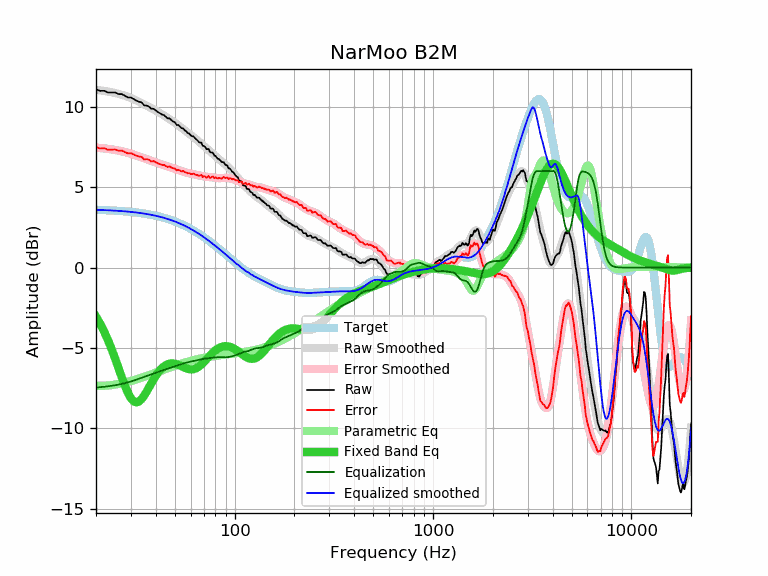 NarMoo B2M
Amplitude (dBr)
10
5
0
−5
−10
−15
100
1000
10000
Frequency (Hz)
Target
Raw Smoothed
Error Smoothed
Raw
Error
Parametric Eq
Fixed Band Eq
Equalization
Equalized smoothed